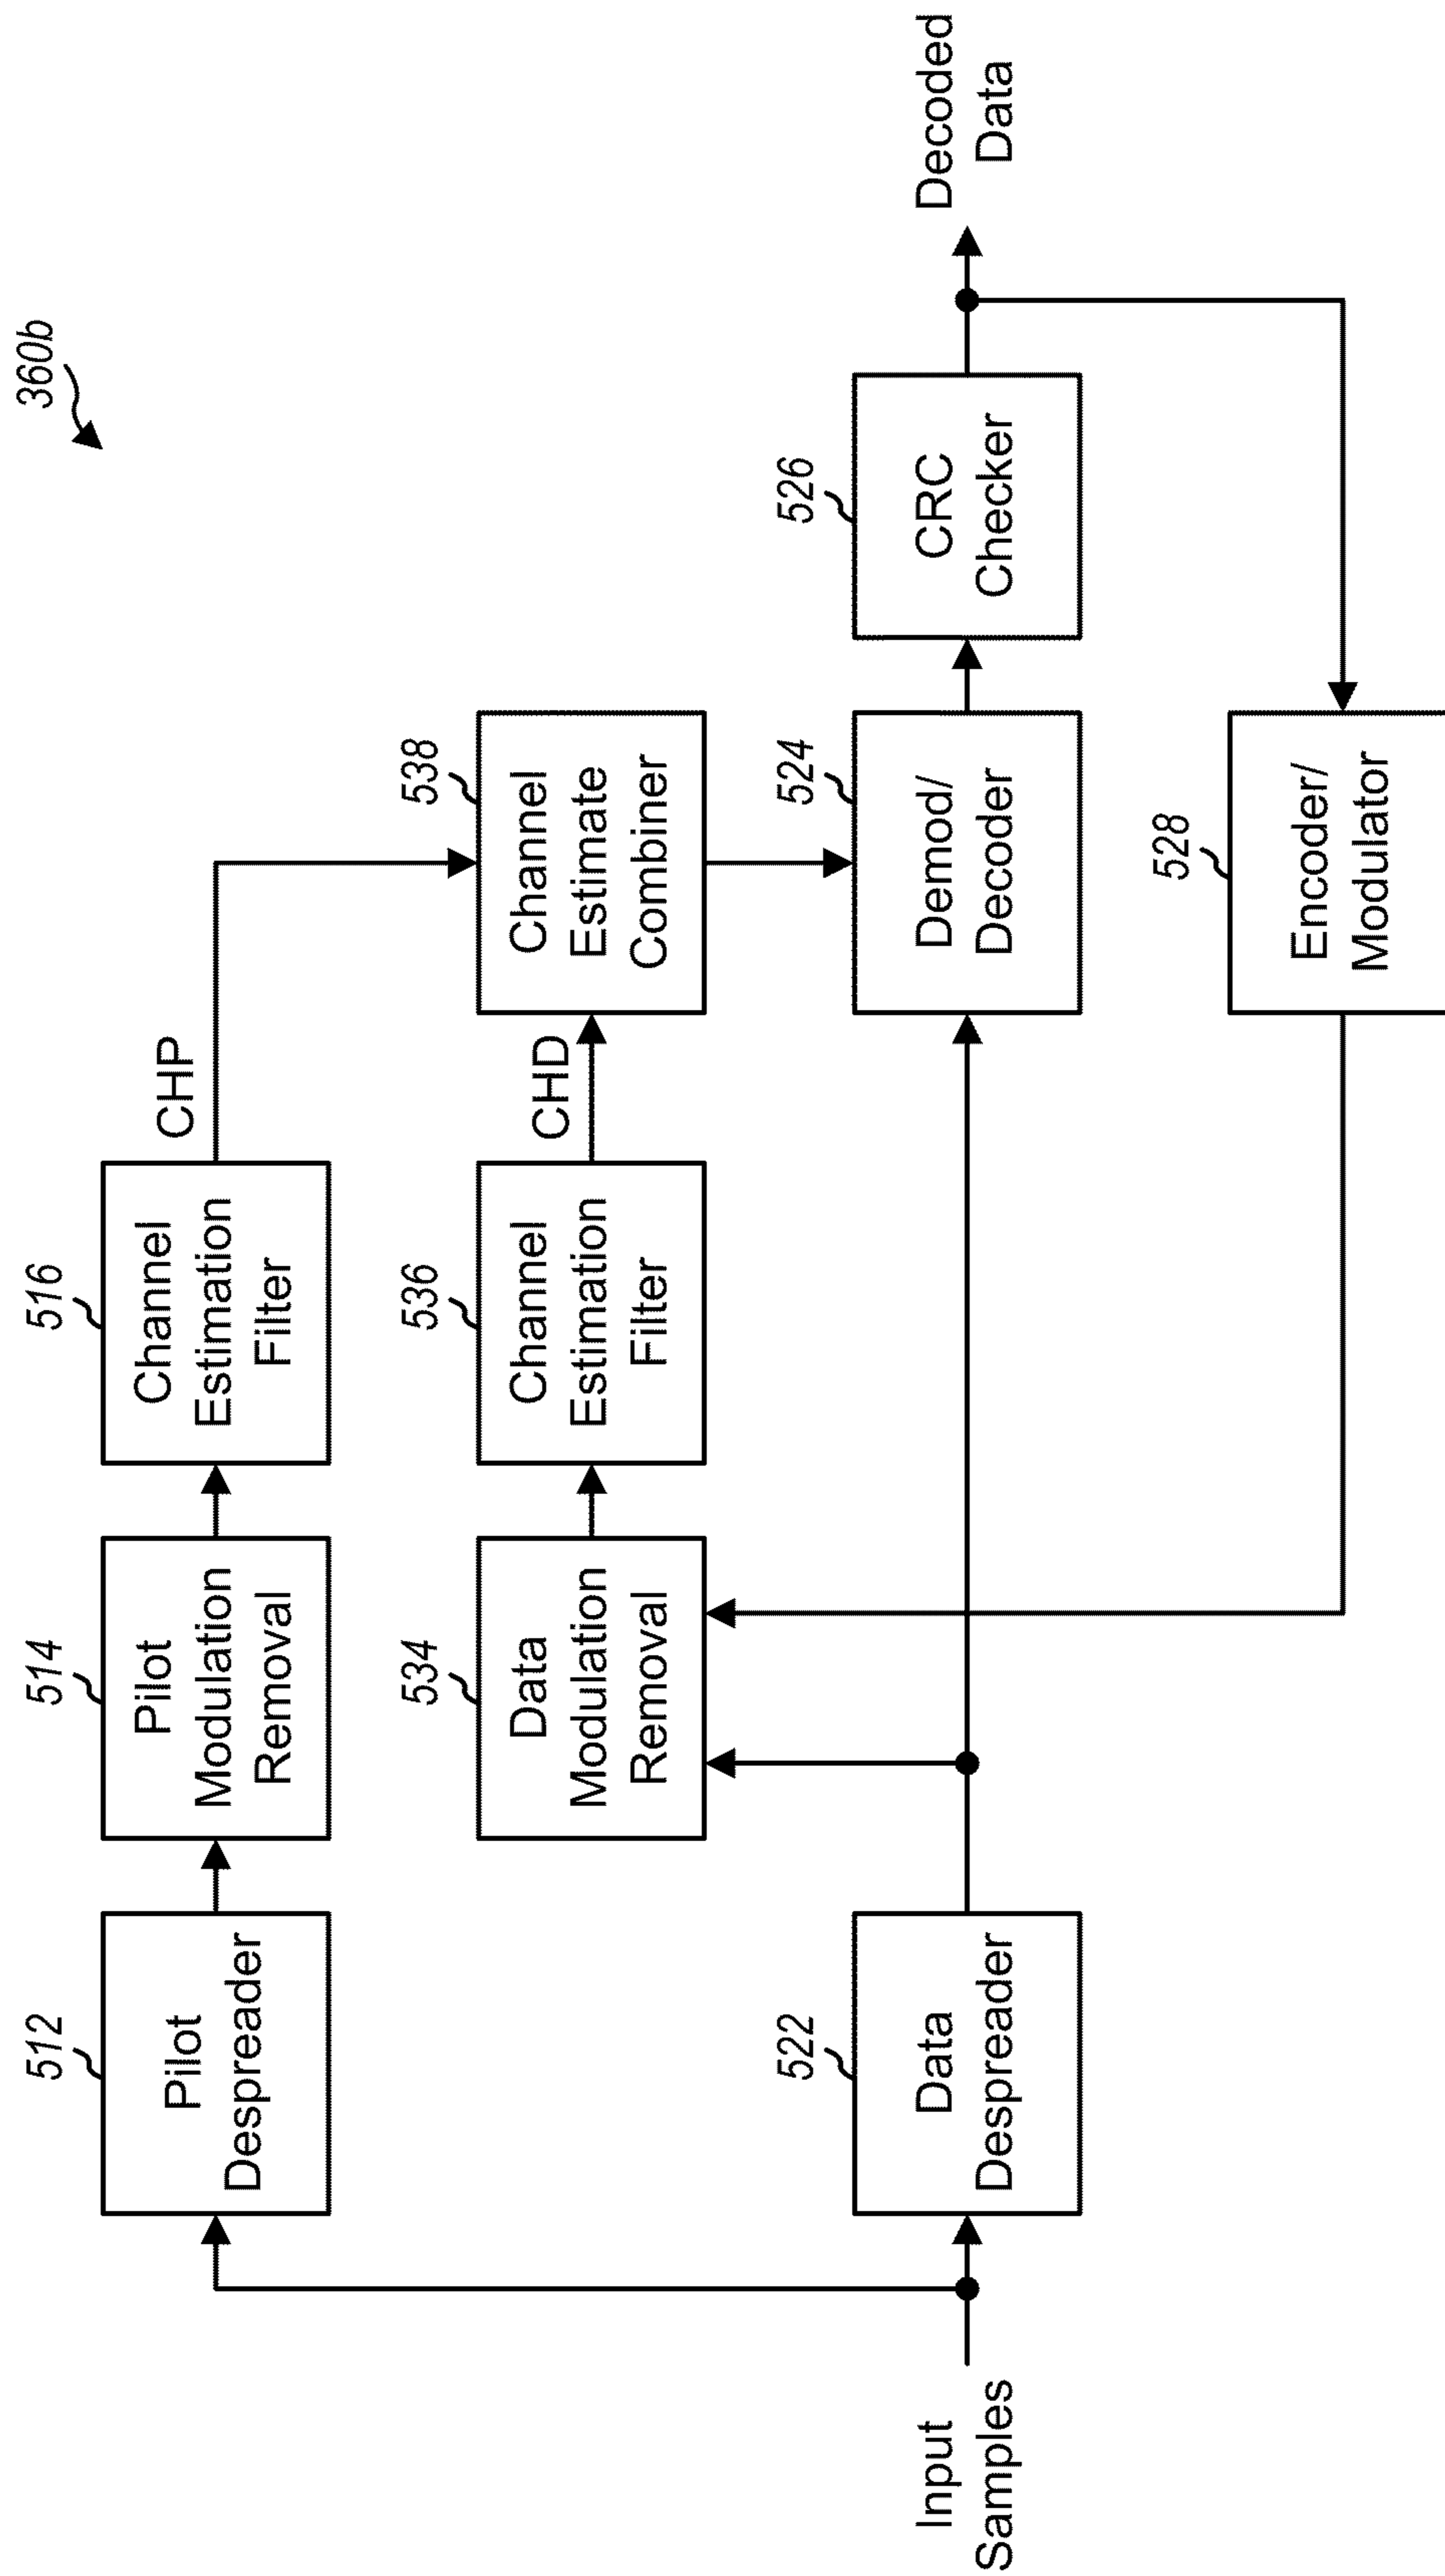 360b
512
Pilot
Despreader
514
Pilot
Modulation
Removal
516
Channel
Estimation
Filter
CHP
534
Data
Modulation
Removal
536
Channel
Estimation
Filter
CHD
538
Channel
Estimate
Combiner
Input
Samples
522
Data
Despreader
524
Demod/
Decoder
526
CRC
Checker
Decoded
Data
528
Encoder/
Modulator